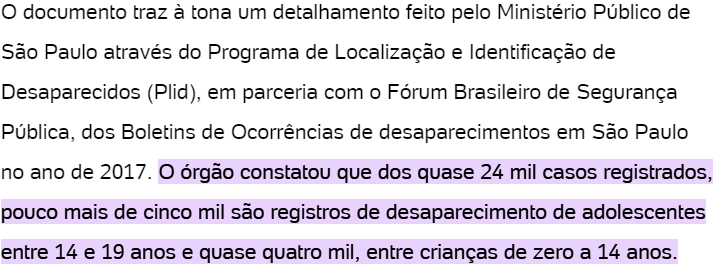 O documento traz à tona um detalhamento feito pelo Ministério Público de
São Paulo através do Programa de Localização e Identificação de
Desaparecidos (Plid), em parceria com o Fórum Brasileiro de Segurança
Pública, dos Boletins de Ocorrências de desaparecimentos em São Paulo
no ano de 2017. O órgão constatou que dos quase 24 mil casos registrados,
pouco mais de cinco mil são registros de desaparecimento de adolescentes
entre 14 e 19 anos e quase quatro mil, entre crianças de zero a 14 anos.